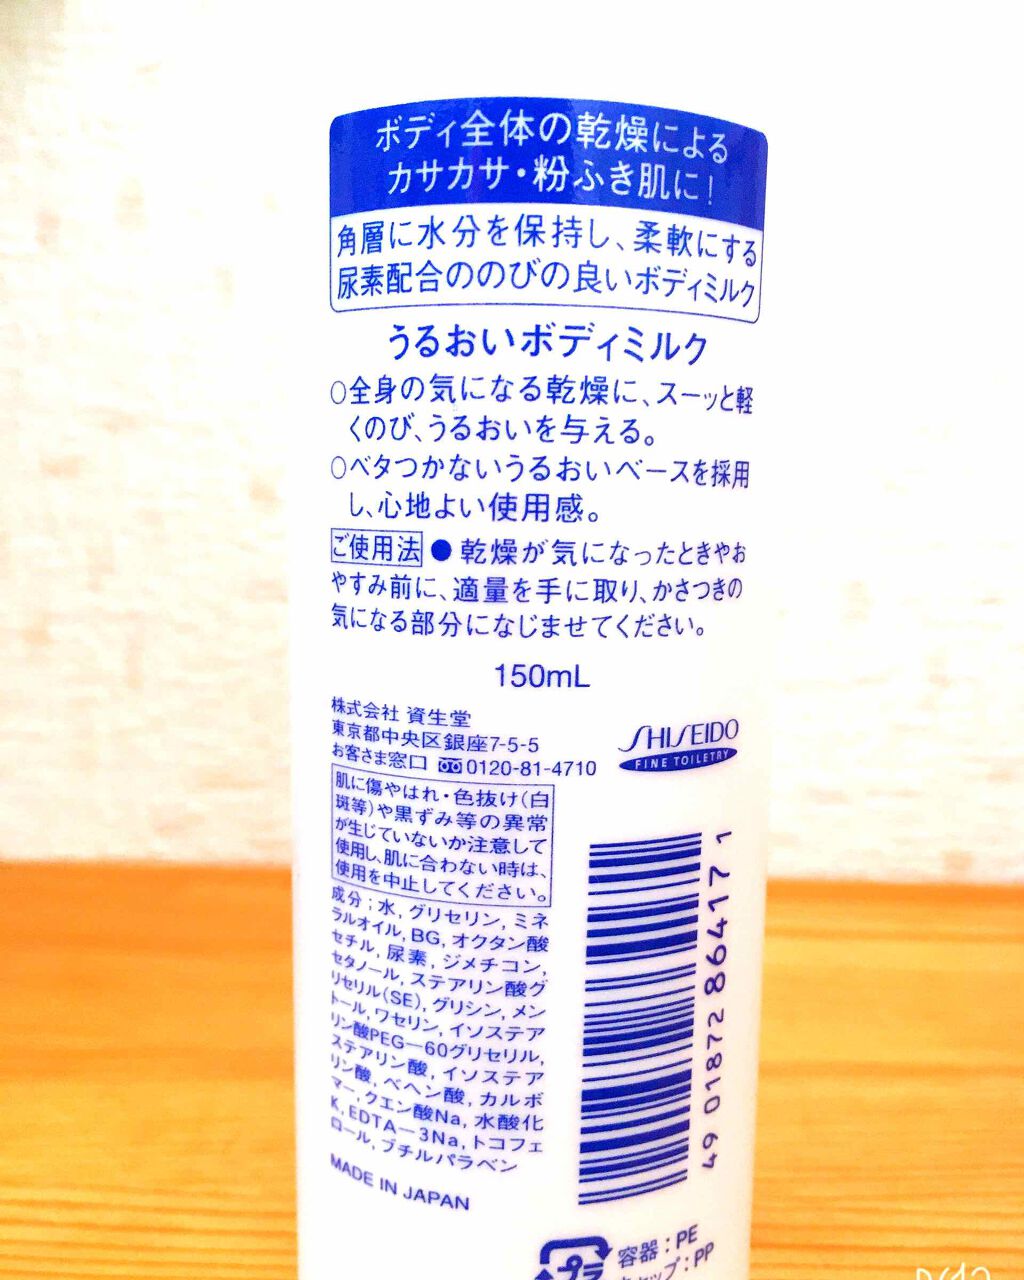 ボディ全体の乾燥による
カサカサ・粉ふき肌に!
角層に水分を保持し、柔軟にする
尿素配合ののびの良いボディミルク
うるおいボディミルク
○全身の気になる乾燥に、スーッと軽
くのび、うるおいを与える。
○ベタつかないうるおいベースを採用
し、心地よい使用感。
ご使用法 ● 乾燥が気になったときやお
やすみ前に、適量を手に取り、かさつきの
気になる部分になじませてください。
150mL
株式会社 資生堂
東京都中央区銀座7-5-5
お客さま窓口 0120-81-4710
SHISEIDO
FINE TOILETRY
肌に傷やはれ・色抜け(白
斑等)や黒ずみ等の異常
が生じていないか注意して
使用し、肌に合わない時は、
使用を中止してください。
成分;水, グリセリン, ミネ
ラルオイル, BG, オクタン酸
セチル, 尿素, ジメチコン,
セタノール, ステアリン酸グ
リセリル(SE), グリシン, メン
トール, ワセリン, イソステア
リン酸PEG-60グリセリル,
ステアリン酸, イソステア
リン酸, ベヘン酸, カルボ
マー, クエン酸Na, 水酸化
K, EDTA-3Na, トコフェ
ロール, ブチルパラベン
MADE IN JAPAN
49 01872 86417 1
プラ
容器:PE
キャップ:PP